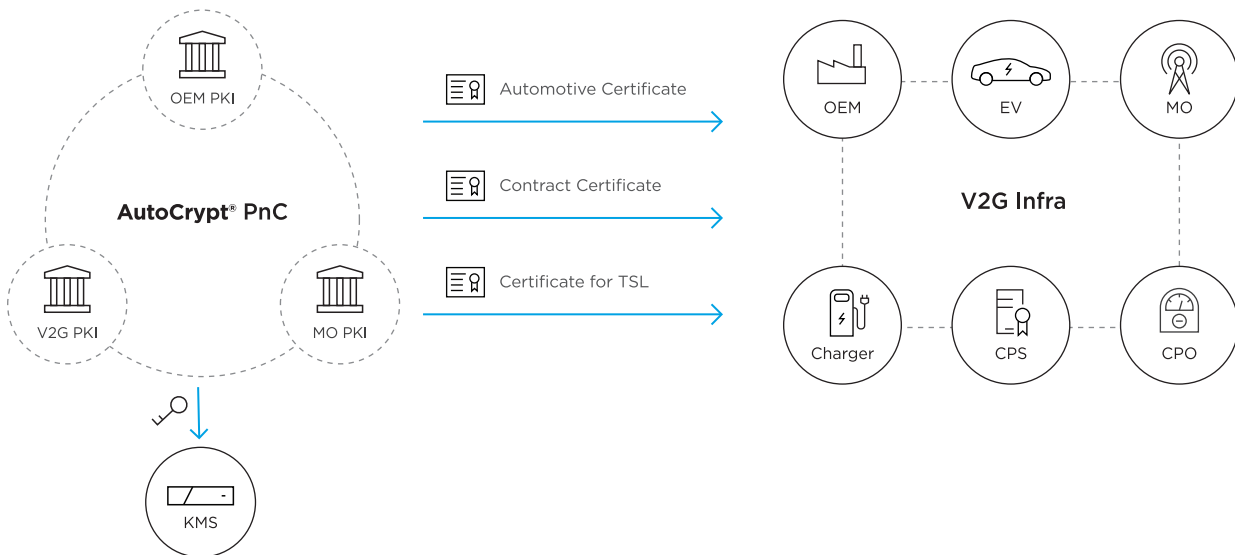 OEM PKI
AutoCrypt® PnC
V2G PKI
MO PKI
KMS
Automotive Certificate
Contract Certificate
Certificate for TSL
OEM
EV
MO
V2G Infra
Charger
CPS
CPO